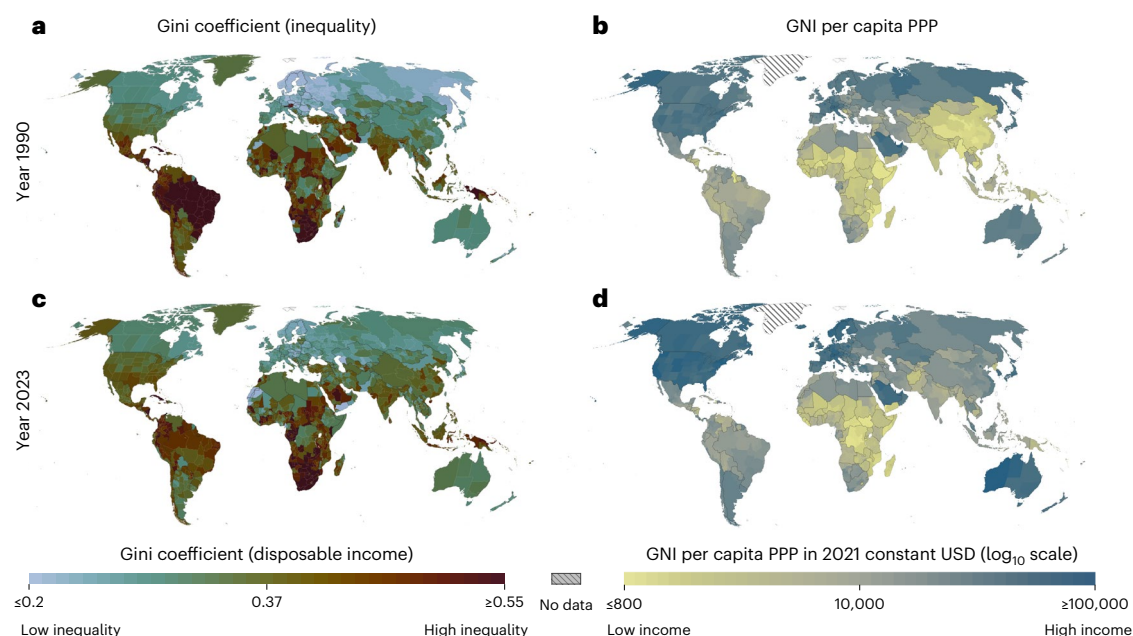 a
Gini coefficient (inequality)
b
GNI per capita PPP
Year 1990
c
d
Year 2023
Gini coefficient (disposable income)
GNI per capita PPP in 2021 constant USD (log10 scale)
≤0.2
0.37
≥0.55
No data
≤800
10,000
≥100,000
Low inequality
High inequality
Low income
High income